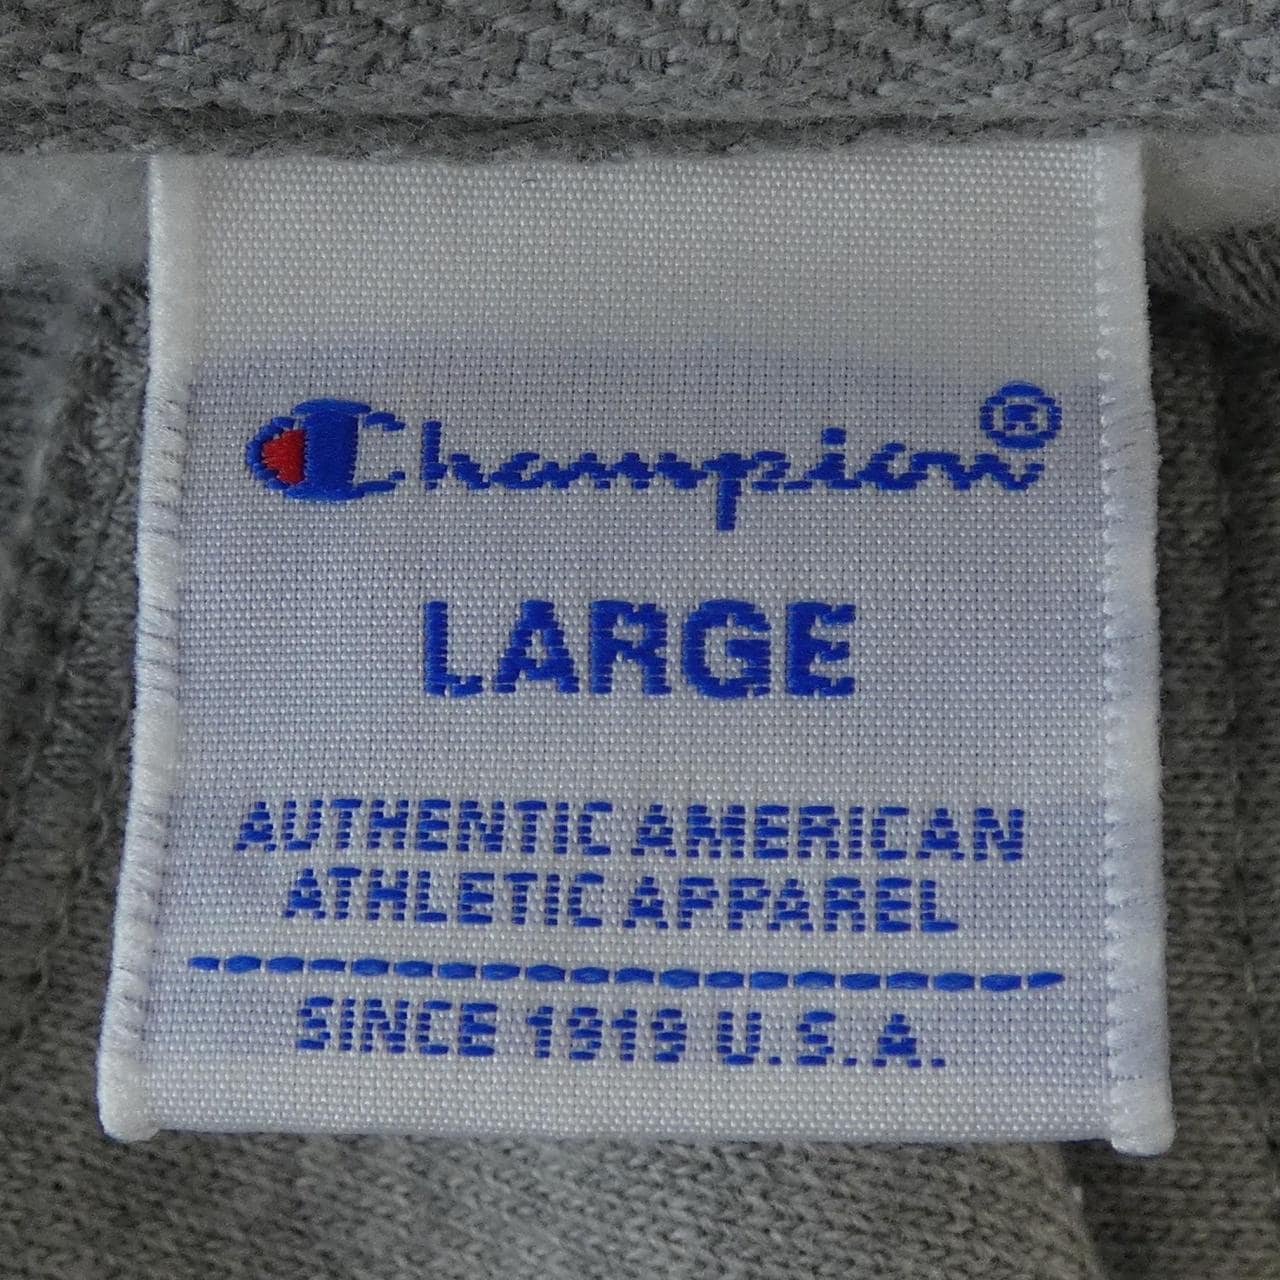 Champion®
LARGE
AUTHENTIC AMERICAN
ATHLETIC APPAREL
SINCE 1919 U.S.A.